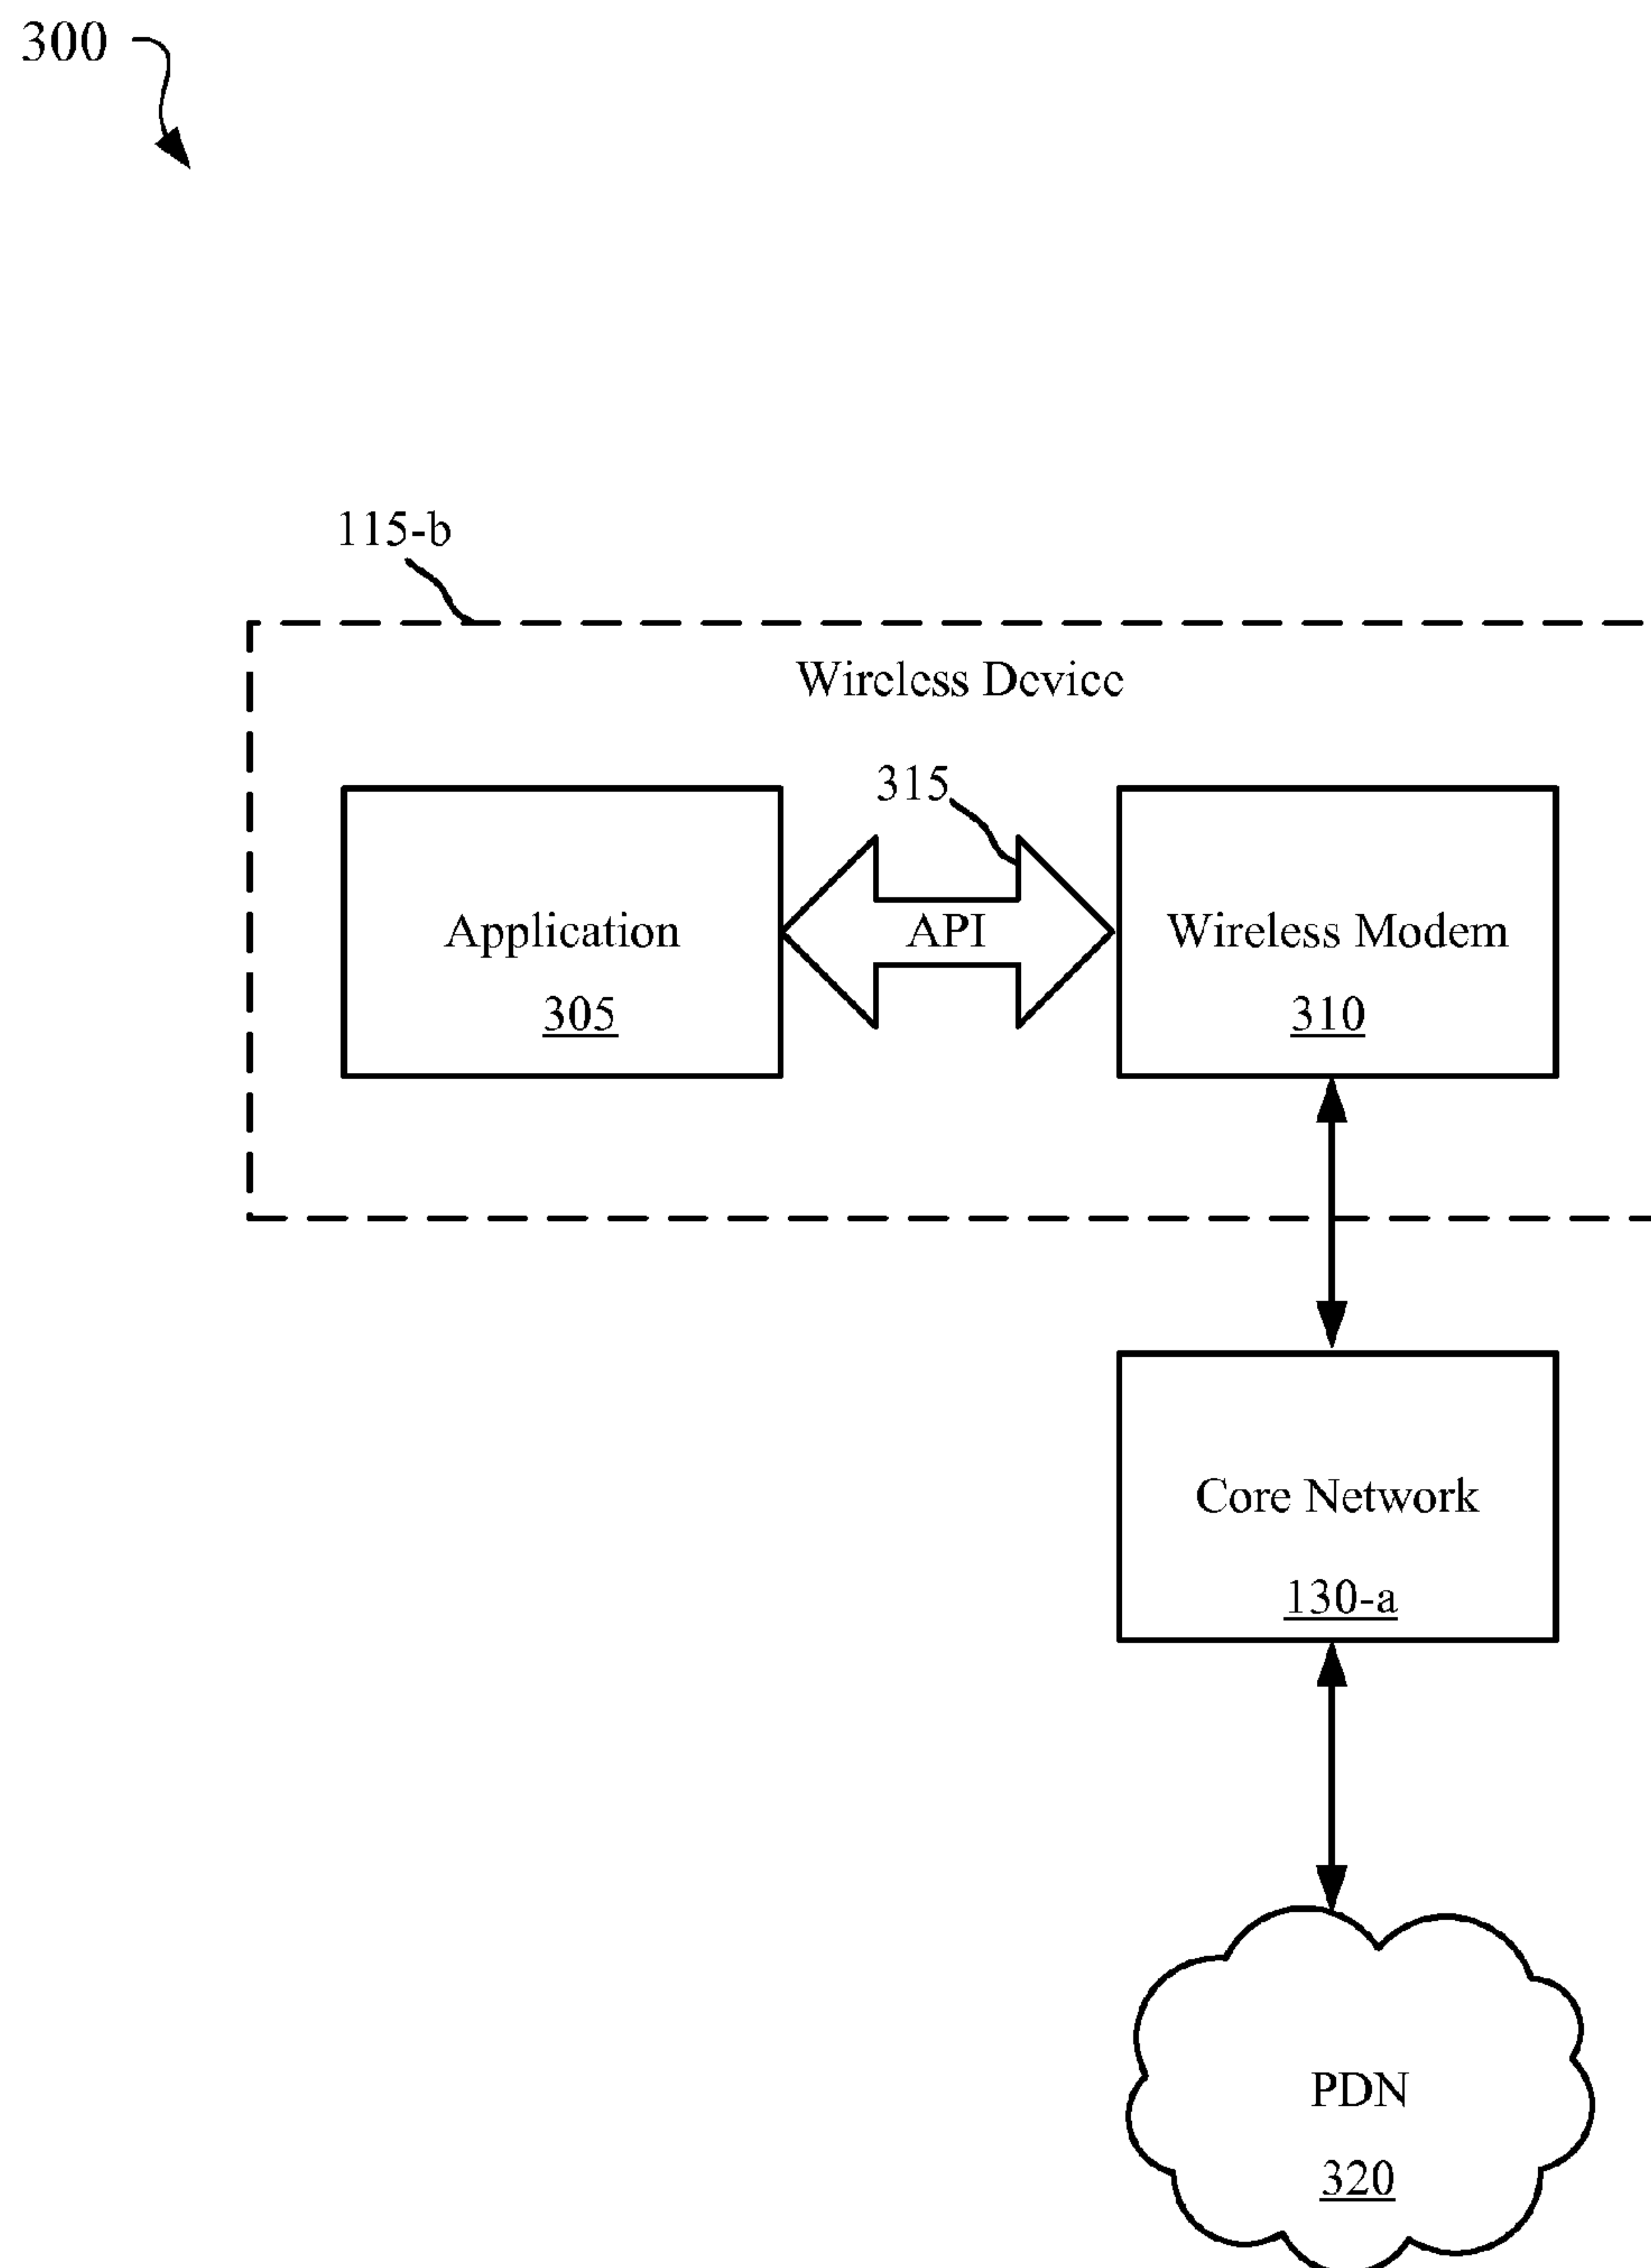 300
115-b
Wireless Device
315
Application
305
API
Wireless Modem
310
Core Network
130-a
PDN
320